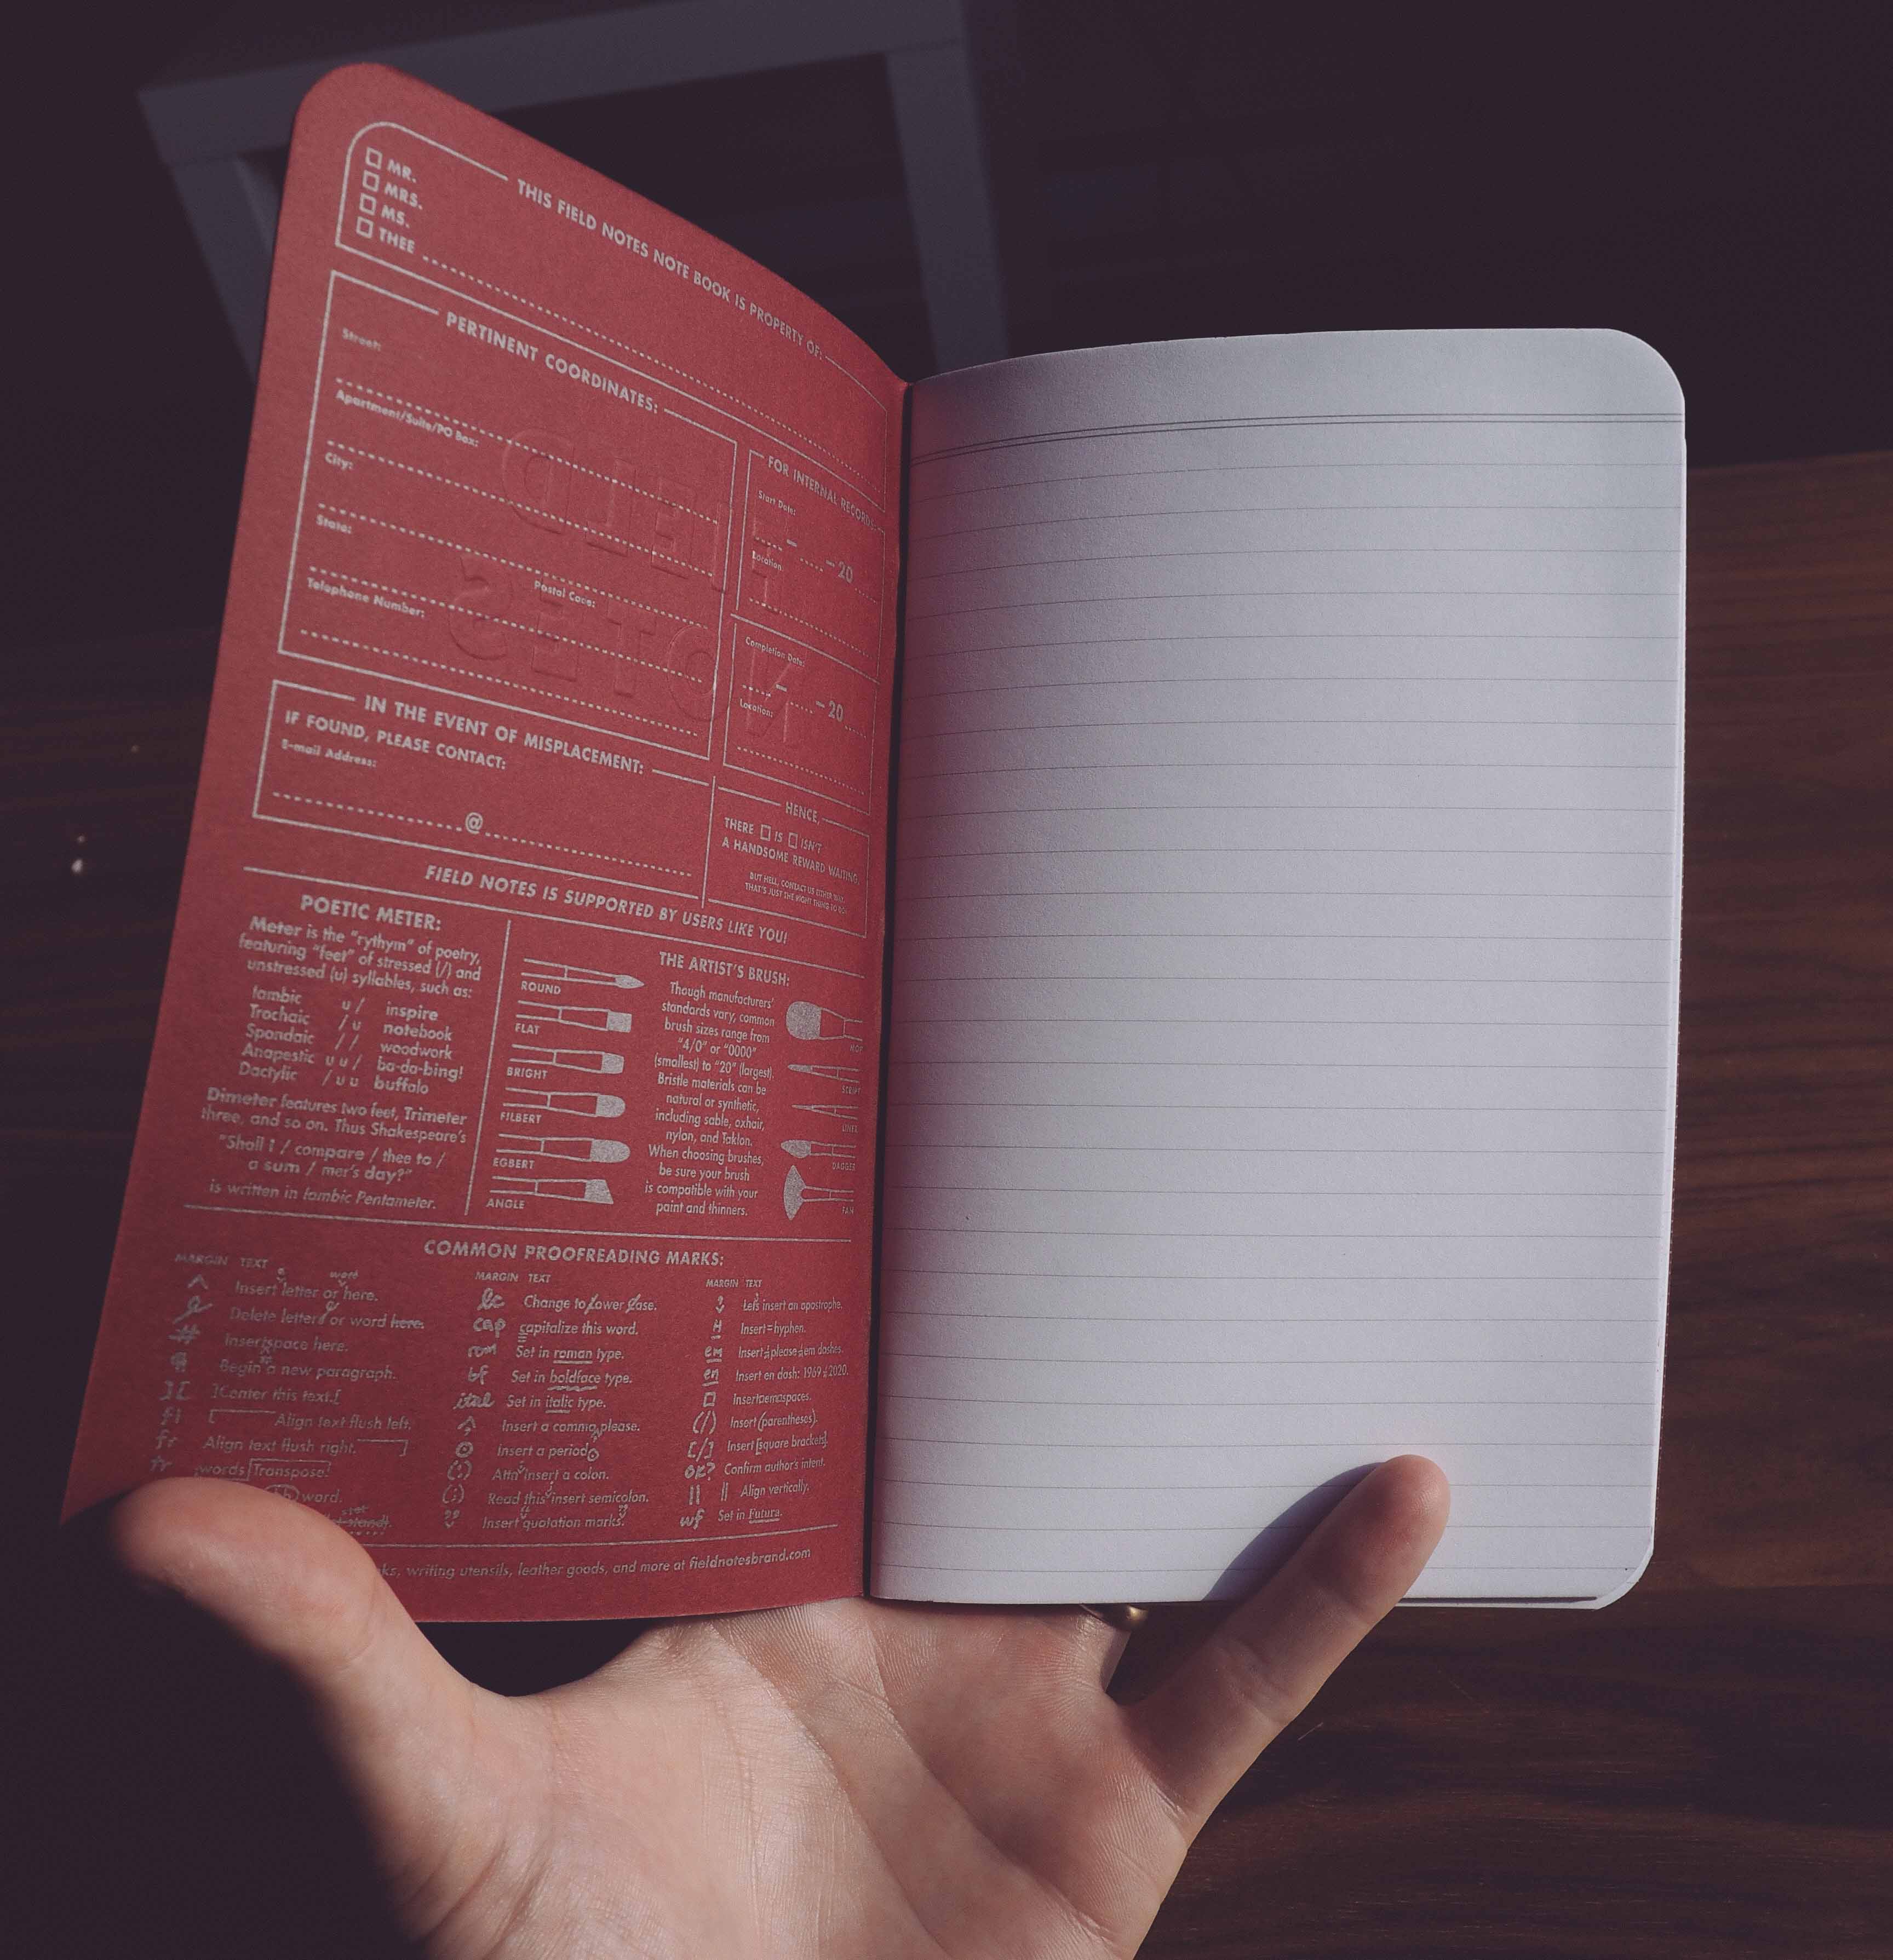 THIS FIELD NOTES NOTE BOOK IS PROPERTY OF:
MR.
MRS.
MS.
THEE
PERTINENT COORDINATES:
Street:
Apartment/Suite/PO Box:
City:
State:
Postal Code:
Telephone Number:
FOR INTERNAL RECORDS
Start Date:
- - 20
Location:
Completion Date:
- - 20
Location:
FIELD
NOTES
IN THE EVENT OF MISPLACEMENT:
IF FOUND, PLEASE CONTACT:
E-mail Address:
@
HENCE,
THERE □ IS □ ISN'T
A HANDSOME REWARD WAITING.
BUT HELL, CONTACT US EITHER WAY.
THAT'S JUST THE RIGHT THING TO DO.
FIELD NOTES IS SUPPORTED BY USERS LIKE YOU!
POETIC METER:
Meter is the "rythym" of poetry,
featuring "feet" of stressed (/) and
unstressed (u) syllables, such as:
Iambic u / inspire
Trochaic / u notebook
Spondaic / / woodwork
Anapestic u u / ba-da-bing!
Dactylic / u u buffalo
Dimeter features two feet, Trimeter
three, and so on. Thus Shakespeare's
"Shall I / compare / thee to /
a sum / mer's day?"
is written in Iambic Pentameter.
ROUND
FLAT
BRIGHT
FILBERT
EGBERT
ANGLE
THE ARTIST'S BRUSH:
Though manufacturers'
standards vary, common
brush sizes range from
"4/0" or "0000"
(smallest) to "20" (largest).
Bristle materials can be
natural or synthetic,
including sable, oxhair,
nylon, and Taklon.
When choosing brushes,
be sure your brush
is compatible with your
paint and thinners.
MOP
SCRIPT
LINER
DAGGER
FAN
COMMON PROOFREADING MARKS:
MARGIN TEXT
Insert letter or here.
Delete letters or word here.
# Insertspace here.
¶ Begin a new paragraph.
][ ]Center this text.[
fl [ Align text flush left.
fr Align text flush right. ]
tr words Transpose!
word.
MARGIN TEXT
lc Change to Lower Case.
cap capitalize this word.
rom Set in roman type.
bf Set in boldface type.
ital Set in italic type.
Insert a comma please.
Insert a period
Attn insert a colon.
Read this insert semicolon.
Insert quotation marks.
MARGIN TEXT
Lets insert an apostrophe.
H Insert=hyphen.
em Insert please em dashes.
en Insert en dash: 1969 2020.
□ Insertemspaces.
(/) Insert (parentheses).
[/] Insert [square brackets].
OK? Confirm author's intent.
|| || Align vertically.
wf Set in Futura.
writing utensils, leather goods, and more at fieldnotesbrand.com